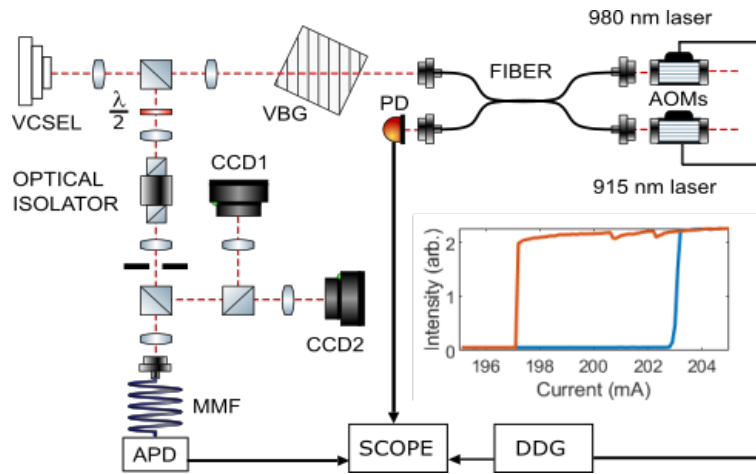 980 nm laser
FIBER
VBG
PD
AOMs
VCSEL
λ
2
CCD1
915 nm laser
OPTICAL
ISOLATOR
Intensity (arb.)
2
1
0
196
198
200
202
204
Current (mA)
CCD2
MMF
APD
SCOPE
DDG